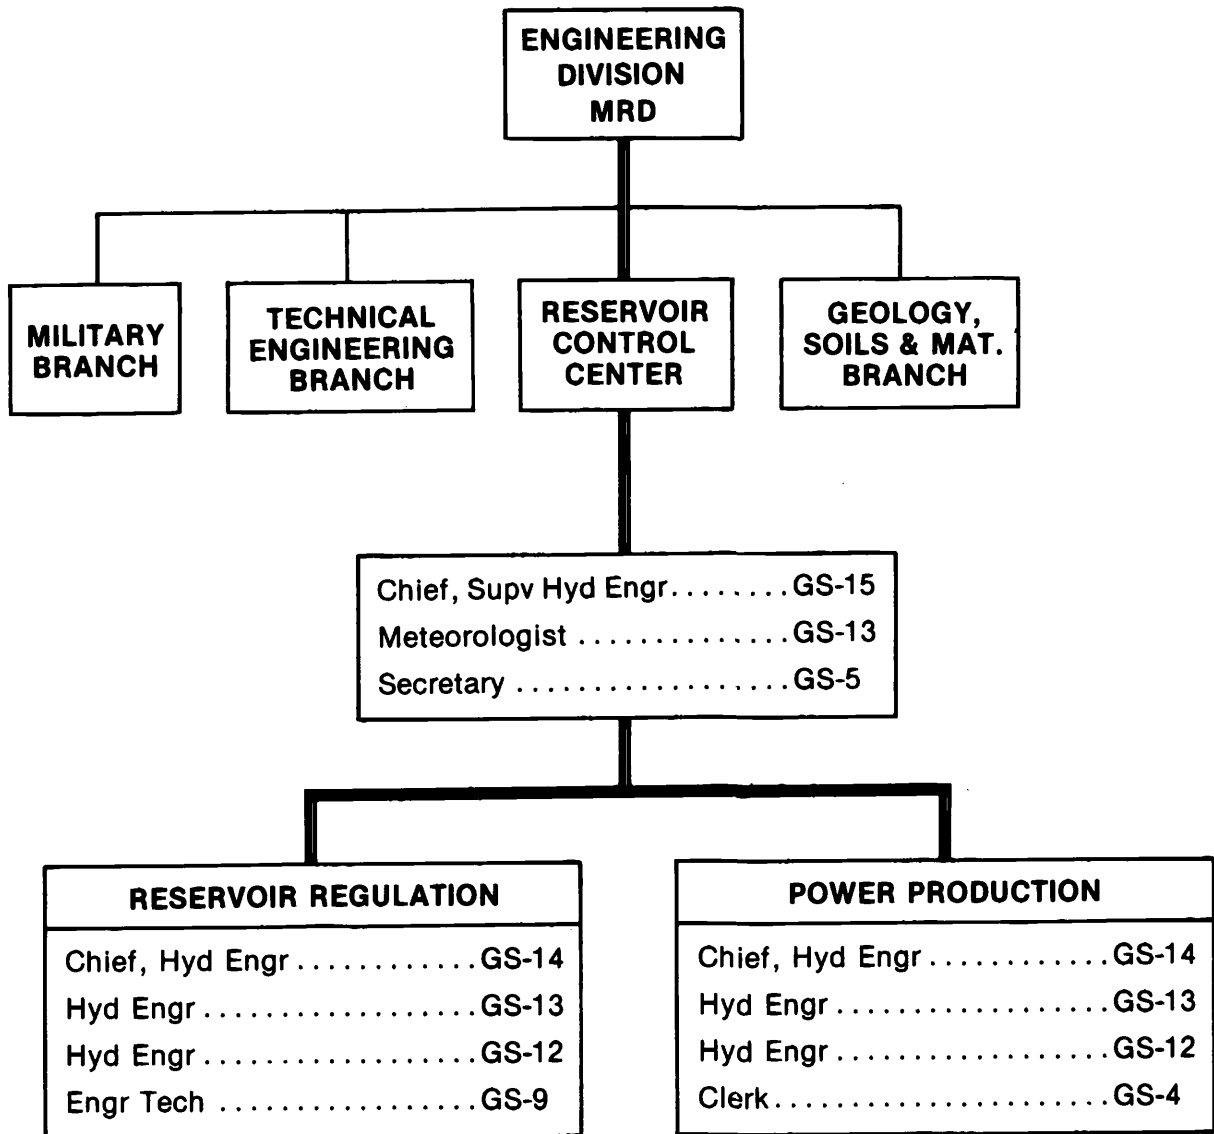 ENGINEERING
DIVISION
MRD
MILITARY
BRANCH
TECHNICAL
ENGINEERING
BRANCH
RESERVOIR
CONTROL
CENTER
GEOLOGY,
SOILS & MAT.
BRANCH
Chief, Supv Hyd Engr........GS-15
Meteorologist ..............GS-13
Secretary ..................GS-5
RESERVOIR REGULATION
Chief, Hyd Engr ............GS-14
Hyd Engr ..................GS-13
Hyd Engr ..................GS-12
Engr Tech .................GS-9
POWER PRODUCTION
Chief, Hyd Engr ............GS-14
Hyd Engr ..................GS-13
Hyd Engr ..................GS-12
Clerk ......................GS-4